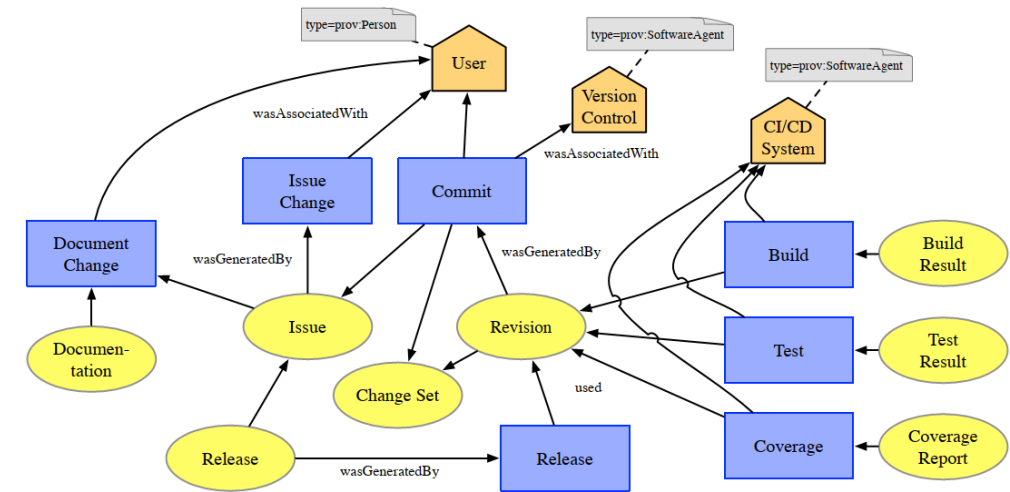 type=prov:Person
type=prov:SoftwareAgent
type=prov:SoftwareAgent
User
Version
Control
CI/CD
System
wasAssociatedWith
wasAssociatedWith
Issue
Change
Commit
Document
Change
wasGeneratedBy
wasGeneratedBy
Build
Build
Result
Issue
Revision
Documen-
tation
Test
Test
Result
Change Set
used
Release
wasGeneratedBy
Release
Coverage
Coverage
Report